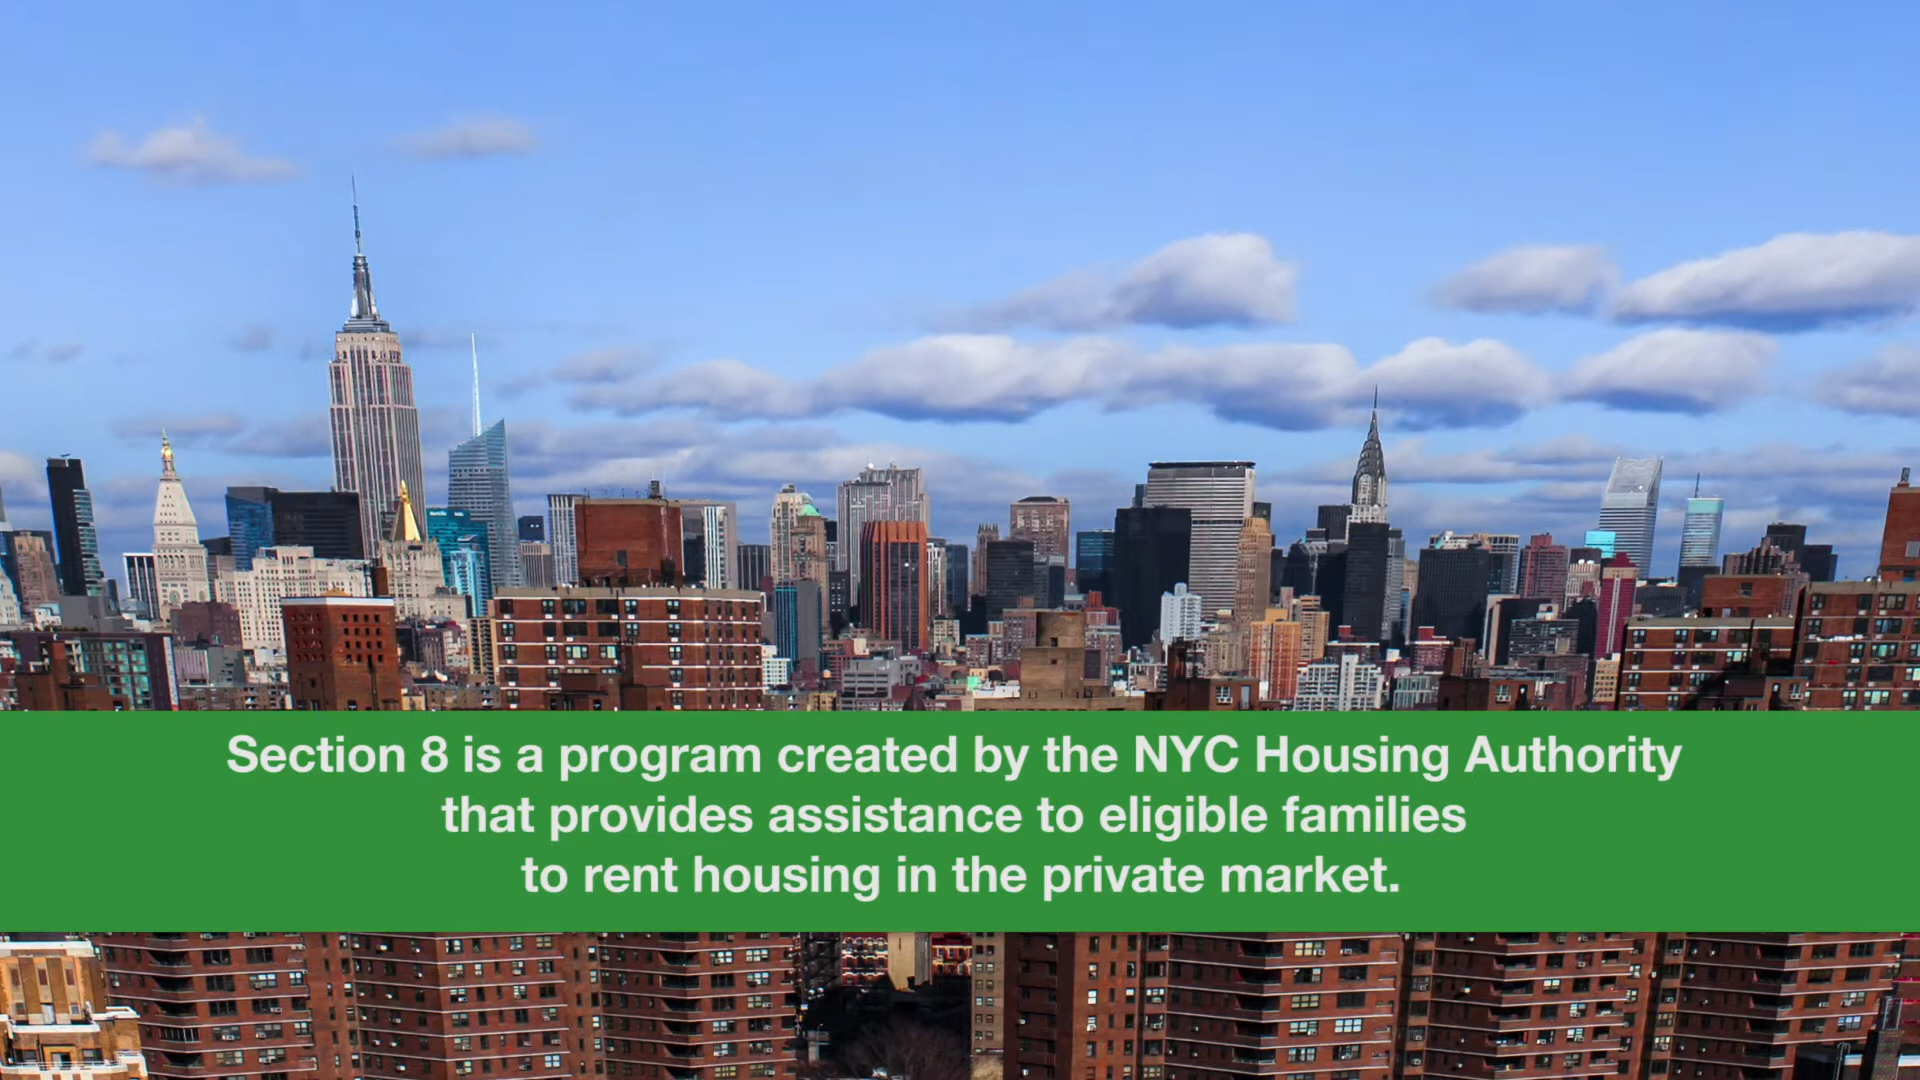 Section 8 is a program created by the NYC Housing Authority
that provides assistance to eligible families
to rent housing in the private market.